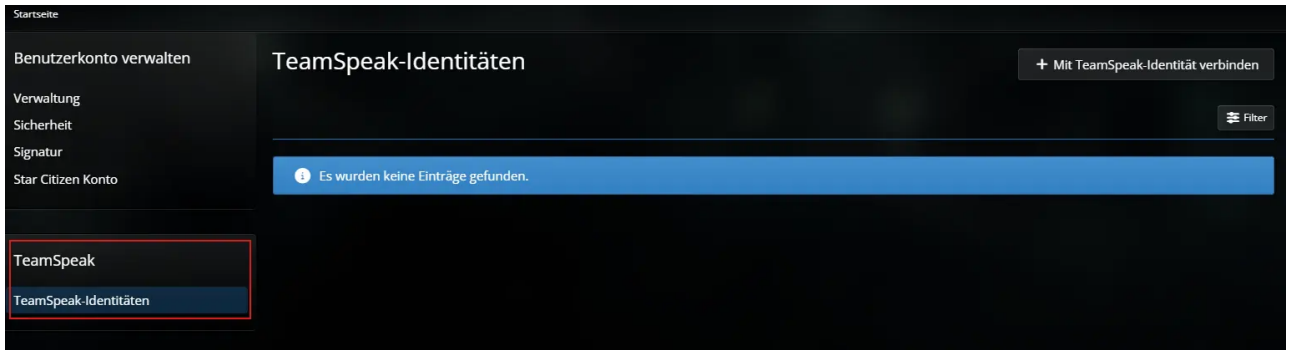 Startseite
Benutzerkonto verwalten
Verwaltung
Sicherheit
Signatur
Star Citizen Konto
TeamSpeak
TeamSpeak-Identitäten
TeamSpeak-Identitäten
+ Mit TeamSpeak-Identität verbinden
Filter
Es wurden keine Einträge gefunden.